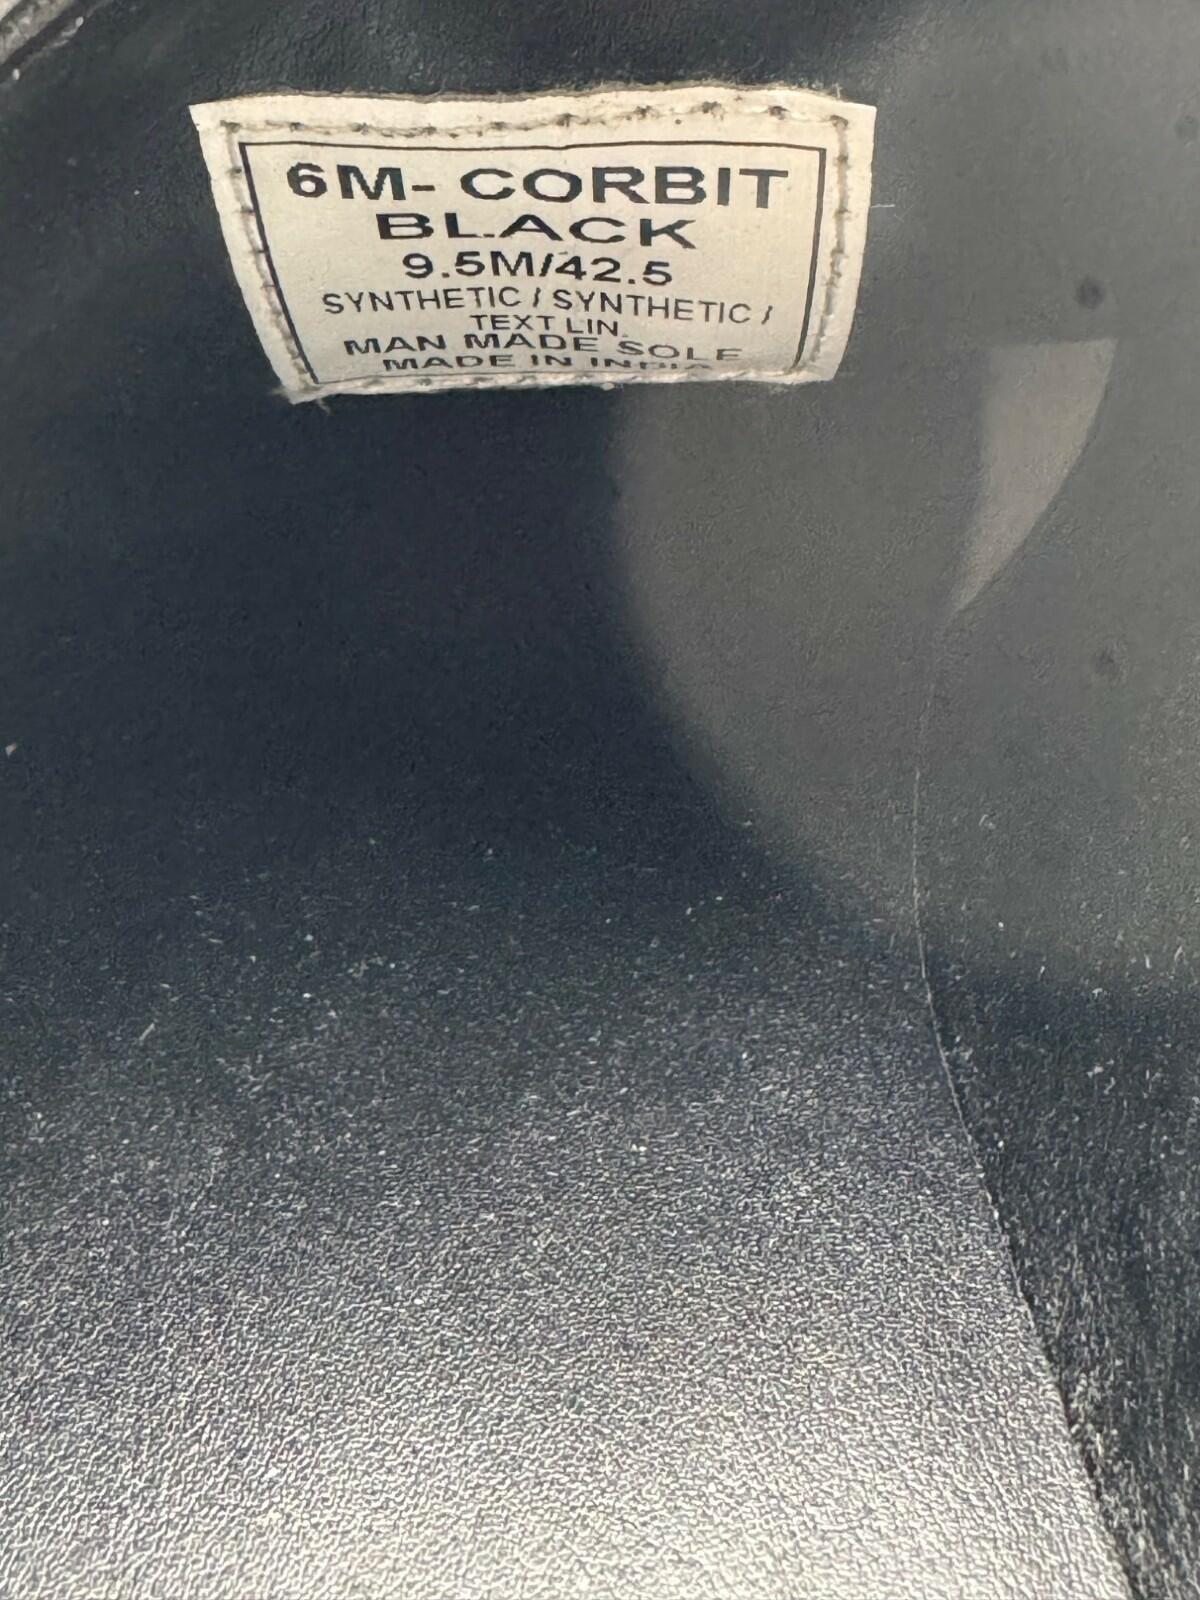 6M- CORBIT
BLACK
9.5M/42.5
SYNTHETIC / SYNTHETIC /
TEXT LIN.
MAN MADE SOLE
MADE IN INDIA